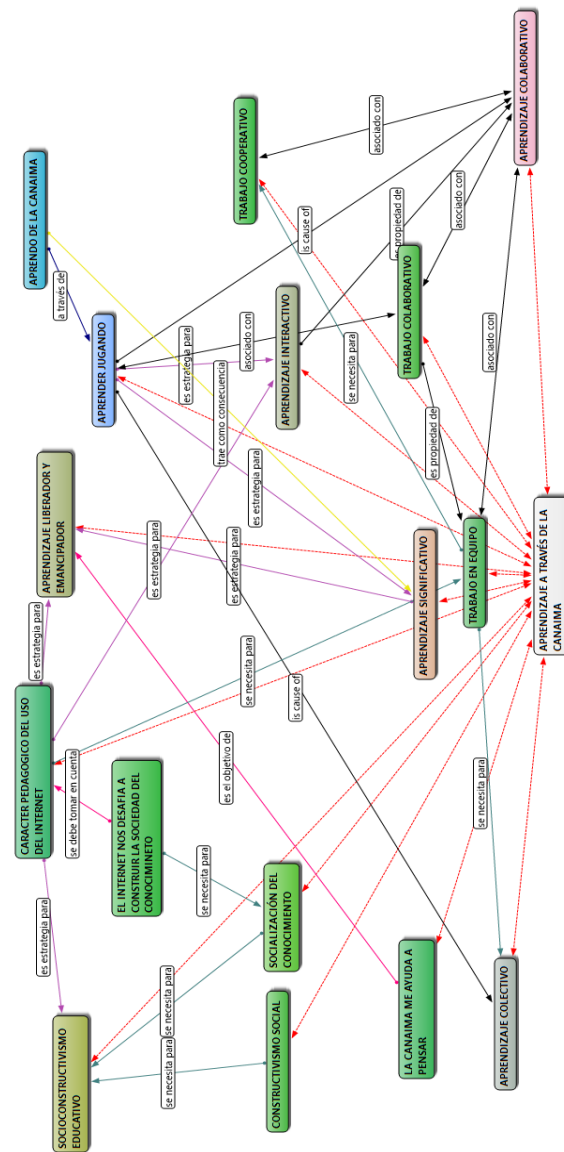 SOCIOCONSTRUCTIVISMO
EDUCATIVO
es estrategia para
CARACTER PEDAGOGICO DEL USO
DEL INTERNET
es estrategia para
APRENDIZAJE LIBERADOR Y
EMANCIPADOR
APRENDO DE LA CANAIMA
a través de
APRENDER JUGANDO
se debe tomar en cuenta
EL INTERNET NOS DESAFIA A
CONSTRUIR LA SOCIEDAD DEL
CONOCIMINETO
es estrategia para
se necesita para
se necesita para
se necesita para
es estrategia para
trae como consecuencia
es estrategia para
es estrategia para
asociado con
TRABAJO COOPERATIVO
CONSTRUCTIVISMO SOCIAL
SOCIALIZACIÓN DEL
CONOCIMIENTO
se necesita para
APRENDIZAJE INTERACTIVO
is cause of
is cause of
es el objetivo de
se necesita para
asociado con
es propiedad de
LA CANAIMA ME AYUDA A
PENSAR
APRENDIZAJE SIGNIFICATIVO
TRABAJO COLABORATIVO
es propiedad de
asociado con
TRABAJO EN EQUIPO
asociado con
APRENDIZAJE COLECTIVO
se necesita para
APRENDIZAJE COLABORATIVO
APRENDIZAJE A TRAVÉS DE LA
CANAIMA